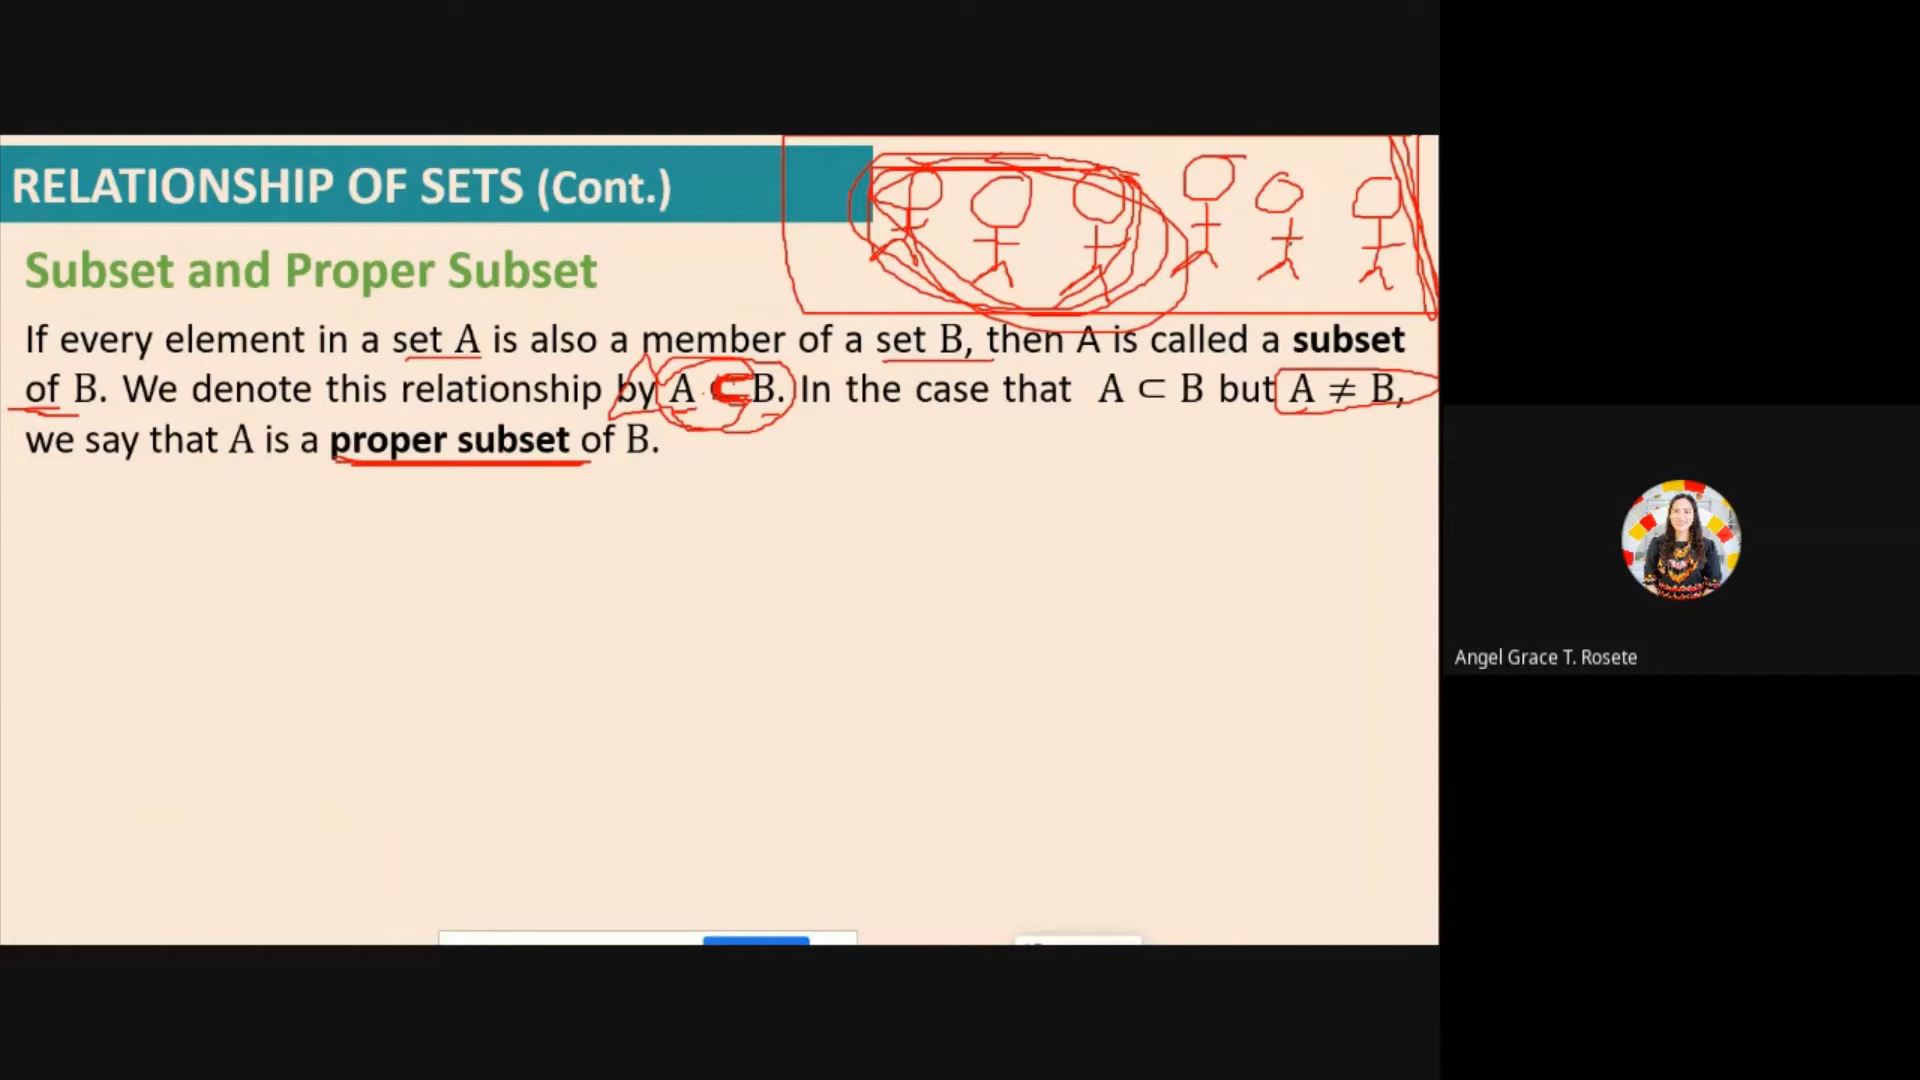 RELATIONSHIP OF SETS (Cont.)
Subset and Proper Subset
If every element in a set A is also a member of a set B, then A is called a subset
of B. We denote this relationship by A ⊂ B. In the case that A ⊂ B but A ≠ B,
we say that A is a proper subset of B.
Angel Grace T. Rosete